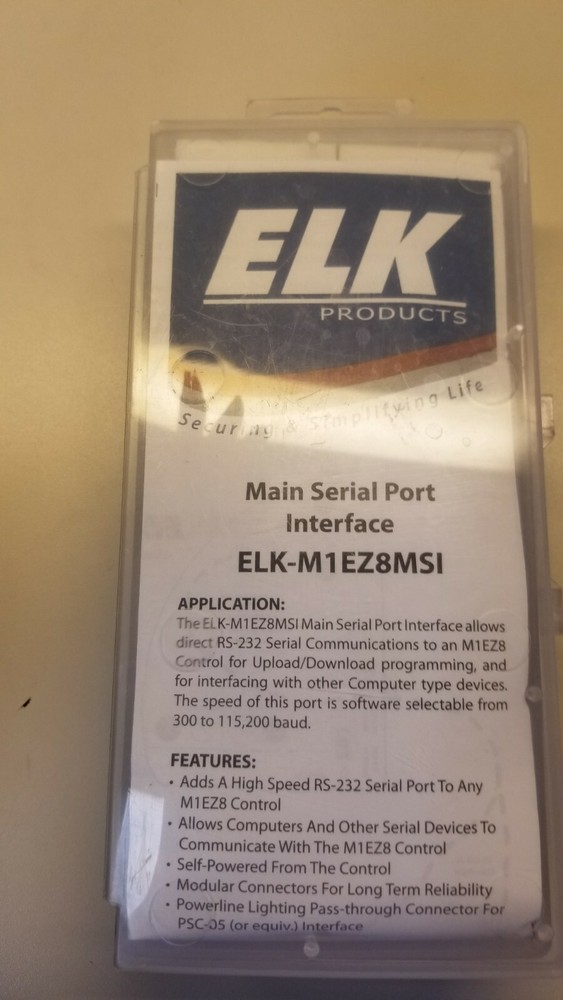 ELK
PRODUCTS
Securing & Simplifying Life
Main Serial Port
Interface
ELK-M1EZ8MSI
APPLICATION:
The ELK-M1EZ8MSI Main Serial Port Interface allows
direct RS-232 Serial Communications to an M1EZ8
Control for Upload/Download programming, and
for interfacing with other Computer type devices.
The speed of this port is software selectable from
300 to 115,200 baud.
FEATURES:
• Adds A High Speed RS-232 Serial Port To Any
M1EZ8 Control
• Allows Computers And Other Serial Devices To
Communicate With The M1EZ8 Control
• Self-Powered From The Control
• Modular Connectors For Long Term Reliability
• Powerline Lighting Pass-through Connector For
PSC-05 (or equiv.) Interface